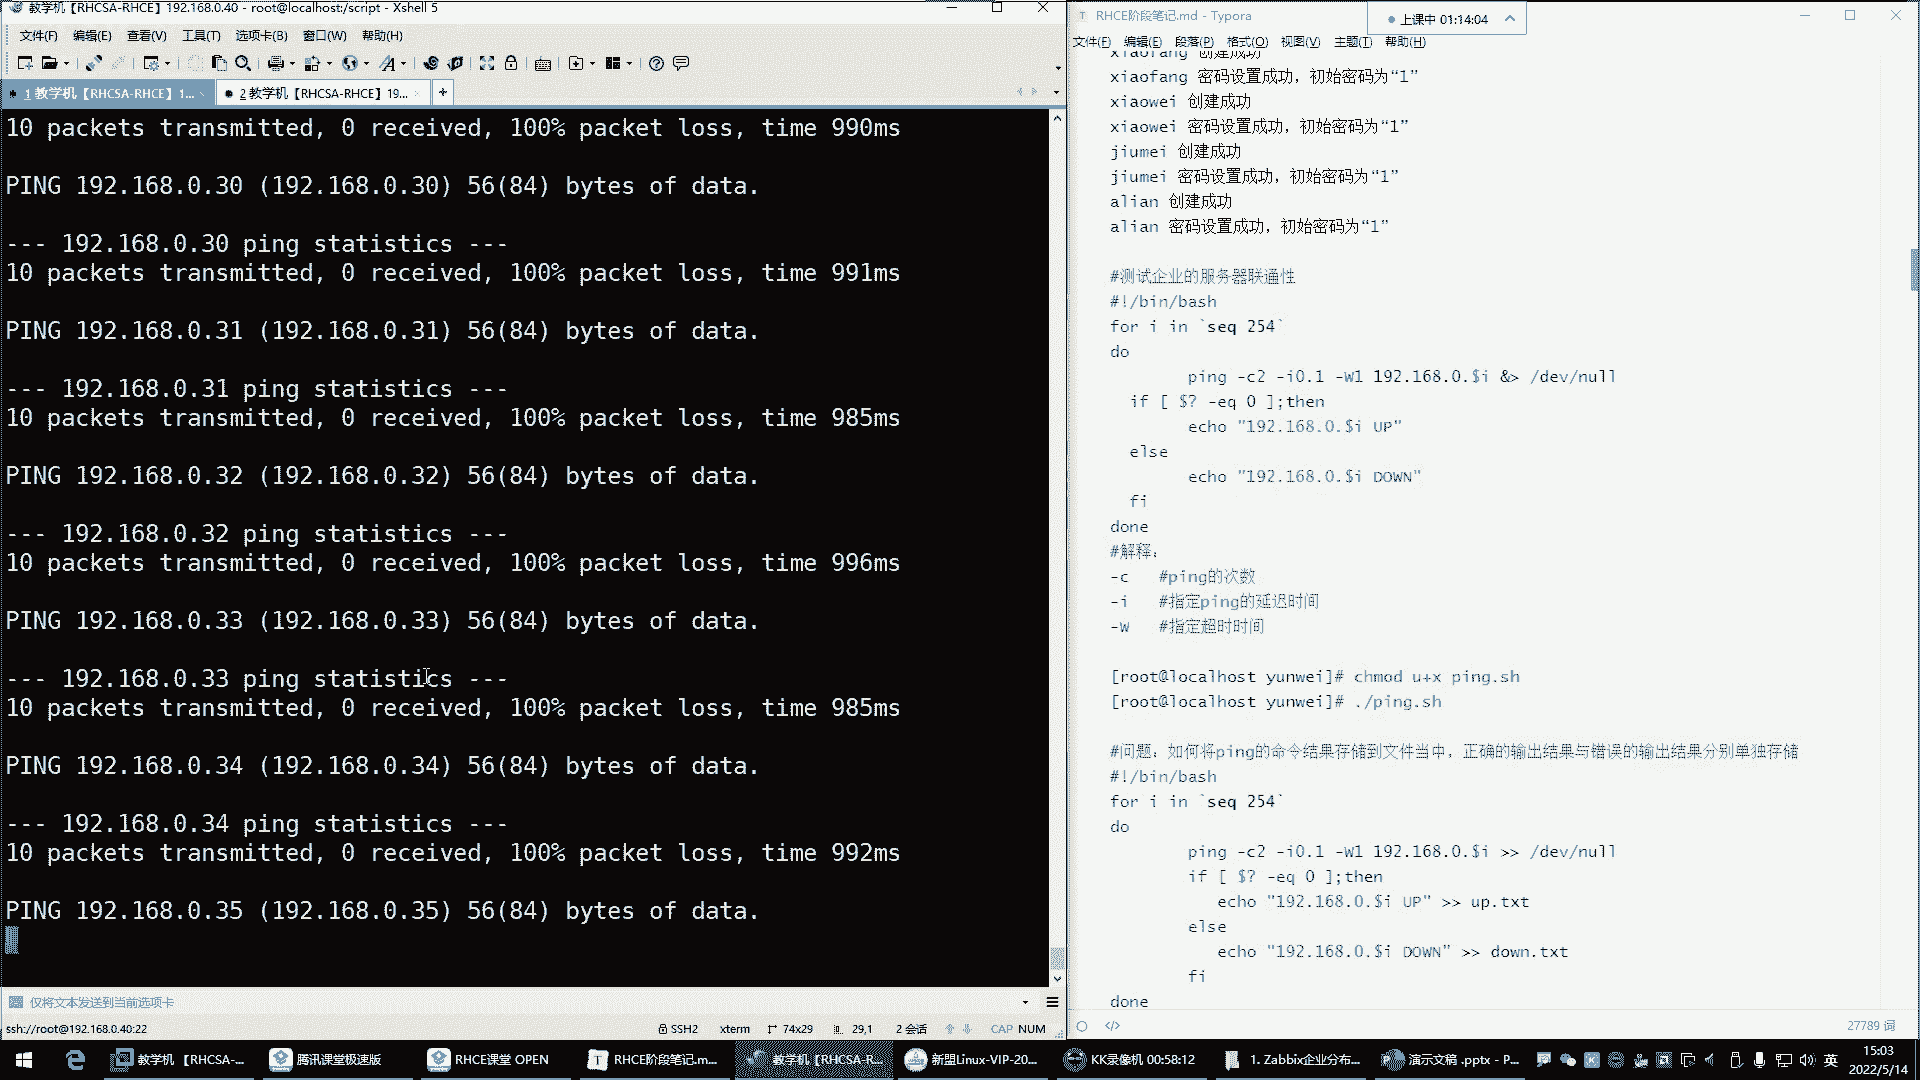 教学机【RHCSA-RHCE】192.168.0.40 - root@localhost:/script - Xshell 5
文件(F) 编辑(E) 查看(V) 工具(T) 选项卡(B) 窗口(W) 帮助(H)
1 教学机【RHCSA-RHCE】1... 2 教学机【RHCSA-RHCE】19...
10 packets transmitted, 0 received, 100% packet loss, time 990ms
PING 192.168.0.30 (192.168.0.30) 56(84) bytes of data.
--- 192.168.0.30 ping statistics ---
10 packets transmitted, 0 received, 100% packet loss, time 991ms
PING 192.168.0.31 (192.168.0.31) 56(84) bytes of data.
--- 192.168.0.31 ping statistics ---
10 packets transmitted, 0 received, 100% packet loss, time 985ms
PING 192.168.0.32 (192.168.0.32) 56(84) bytes of data.
--- 192.168.0.32 ping statistics ---
10 packets transmitted, 0 received, 100% packet loss, time 996ms
PING 192.168.0.33 (192.168.0.33) 56(84) bytes of data.
--- 192.168.0.33 ping statistics ---
10 packets transmitted, 0 received, 100% packet loss, time 985ms
PING 192.168.0.34 (192.168.0.34) 56(84) bytes of data.
--- 192.168.0.34 ping statistics ---
10 packets transmitted, 0 received, 100% packet loss, time 992ms
PING 192.168.0.35 (192.168.0.35) 56(84) bytes of data.
仅将文本发送到当前选项卡
ssh://root@192.168.0.40:22 SSH2 xterm 74x29 29,1 2 会话 CAP NUM
RHCE阶段笔记.md - Typora
上课中 01:14:04
文件(F) 编辑(E) 段落(P) 格式(O) 视图(V) 主题(T) 帮助(H)
xiaofang 创建成功
xiaofang 密码设置成功，初始密码为“1”
xiaowei 创建成功
xiaowei 密码设置成功，初始密码为“1”
jiumei 创建成功
jiumei 密码设置成功，初始密码为“1”
alian 创建成功
alian 密码设置成功，初始密码为“1”
#测试企业的服务器联通性
#!/bin/bash
for i in `seq 254`
do
ping -c2 -i0.1 -W1 192.168.0.$i &> /dev/null
if [ $? -eq 0 ];then
echo "192.168.0.$i UP"
else
echo "192.168.0.$i DOWN"
fi
done
#解释：
-c #ping的次数
-i #指定ping的延迟时间
-W #指定超时时间
[root@localhost yunwei]# chmod u+x ping.sh
[root@localhost yunwei]# ./ping.sh
#问题：如何将ping的命令结果存储到文件当中，正确的输出结果与错误的输出结果分别单独存储
#!/bin/bash
for i in `seq 254`
do
ping -c2 -i0.1 -W1 192.168.0.$i >> /dev/null
if [ $? -eq 0 ];then
echo "192.168.0.$i UP" >> up.txt
else
echo "192.168.0.$i DOWN" >> down.txt
fi
done
27789 词
教学机 【RHCSA-... 腾讯课堂极速版 RHCE课堂 OPEN RHCE阶段笔记.m... 教学机【RHCSA-R... 新盟Linux-VIP-20... KK录像机 00:58:12 1. Zabbix企业分布... 演示文稿 .pptx - P... 英 15:03
2022/5/14